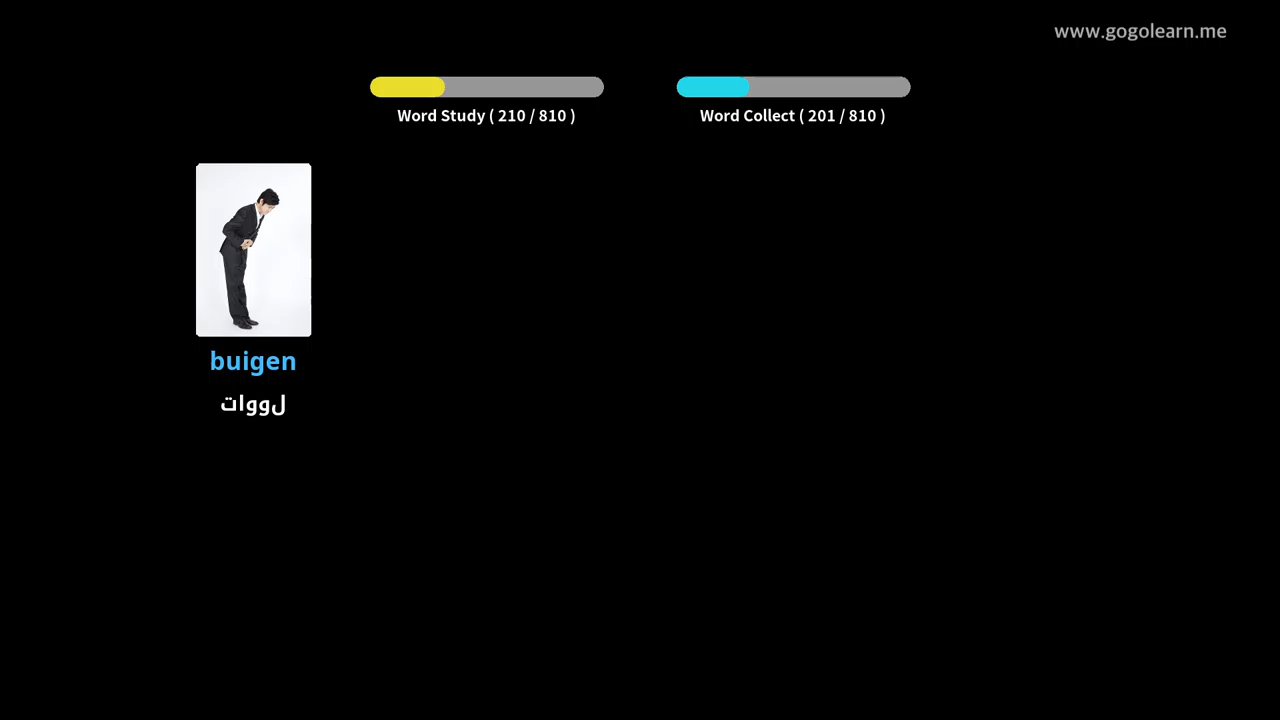 www.gogolearn.me
Word Study ( 210 / 810 )
Word Collect ( 201 / 810 )
buigen
لووات